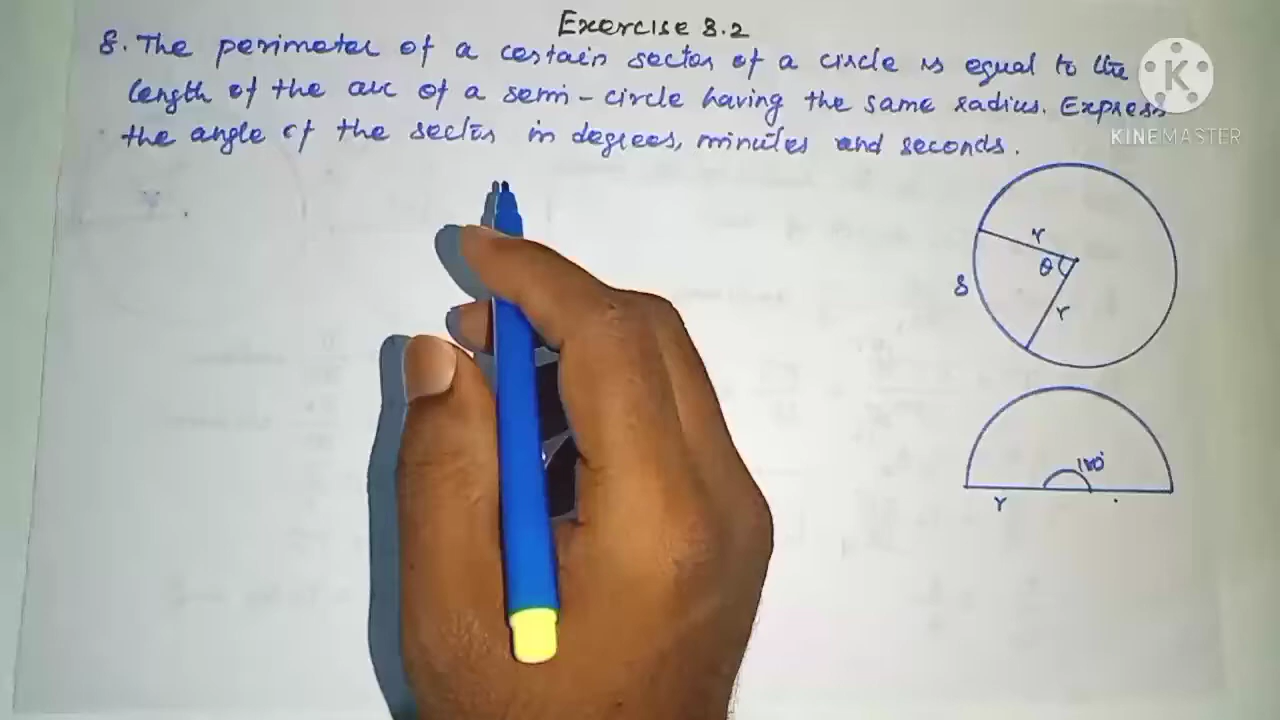 Exercise 8.2
8. The perimeter of a certain sector of a circle is equal to the
length of the arc of a semi-circle having the same radius. Express
the angle of the sector in degrees, minutes and seconds.
K
KINEMASTER
r
θ
s
r
180°
r